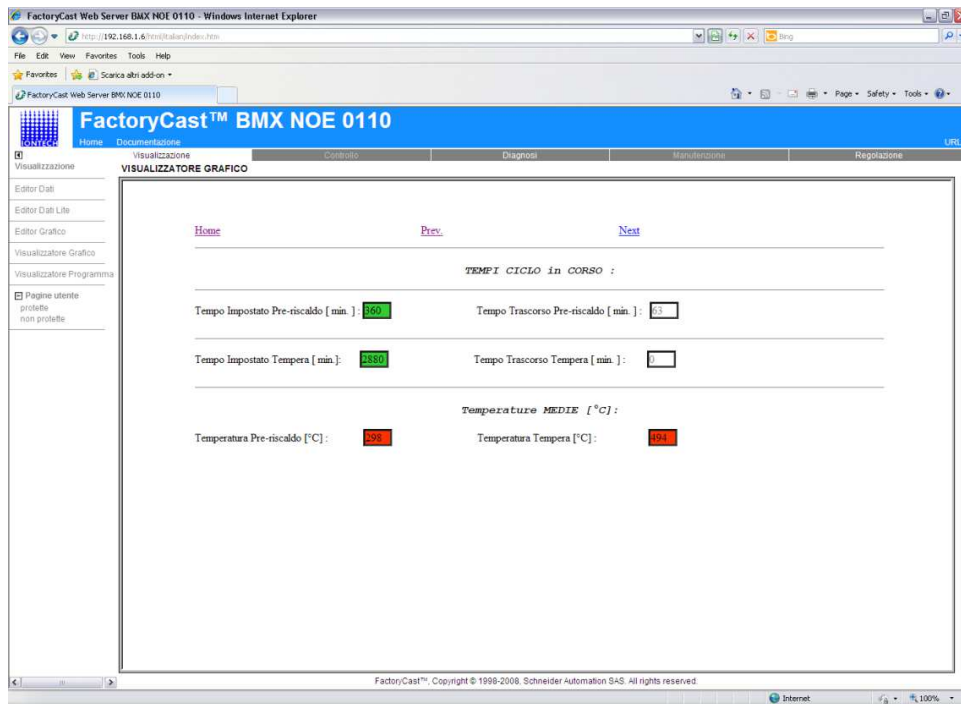 FactoryCast Web Server BMX NOE 0110 - Windows Internet Explorer
http://192.168.1.6/html/italian/index.htm
Bing
File Edit View Favorites Tools Help
Favorites Scarica altri add-on
FactoryCast Web Server BMX NOE 0110
Page Safety Tools
FactoryCast™ BMX NOE 0110
IONTECH
Home Documentazione
URL
Visualizzazione Controllo Diagnosi Manutenzione Regolazione
Visualizzazione
VISUALIZZATORE GRAFICO
Editor Dati
Editor Dati Lite
Editor Grafico
Visualizzatore Grafico
Visualizzatore Programma
Pagine utente
protette
non protette
Home Prev. Next
TEMPI CICLO in CORSO :
Tempo Impostato Pre-riscaldo [ min. ] : 360 Tempo Trascorso Pre-riscaldo [ min. ] : 63
Tempo Impostato Tempera [ min.]: 2880 Tempo Trascorso Tempera [ min. ] : 0
Temperature MEDIE [°C]:
Temperatura Pre-riscaldo [°C] : 298 Temperatura Tempera [°C] : 494
FactoryCast™, Copyright © 1998-2008. Schneider Automation SAS. All rights reserved.
Internet 100%